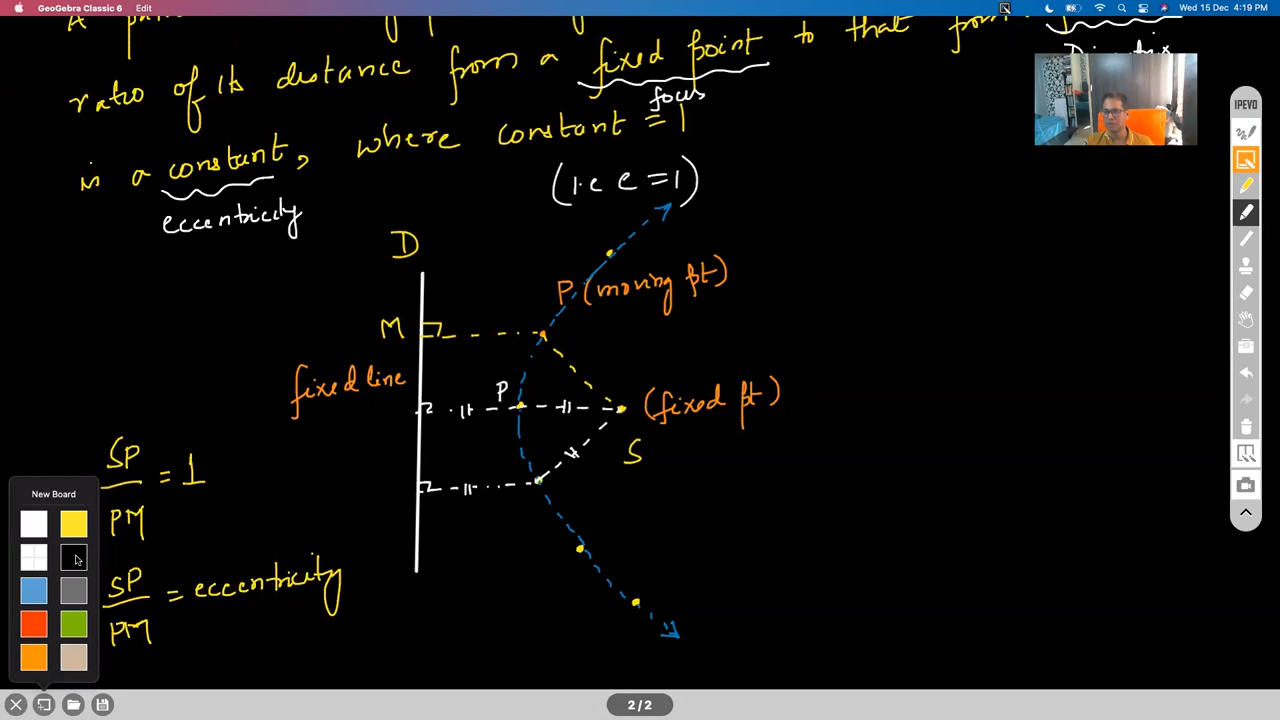 GeoGebra Classic 6 Edit Wed 15 Dec 4:19 PM
ratio of its distance from a fixed point to that from
Directrix
focus
is a constant, where constant = 1
eccentricity
(i.e e = 1)
D
P (moving pt)
M
fixed line
P
(fixed pt)
S
SP
PM
= 1
SP
PM
= eccentricity
New Board
IPEVO
2/2